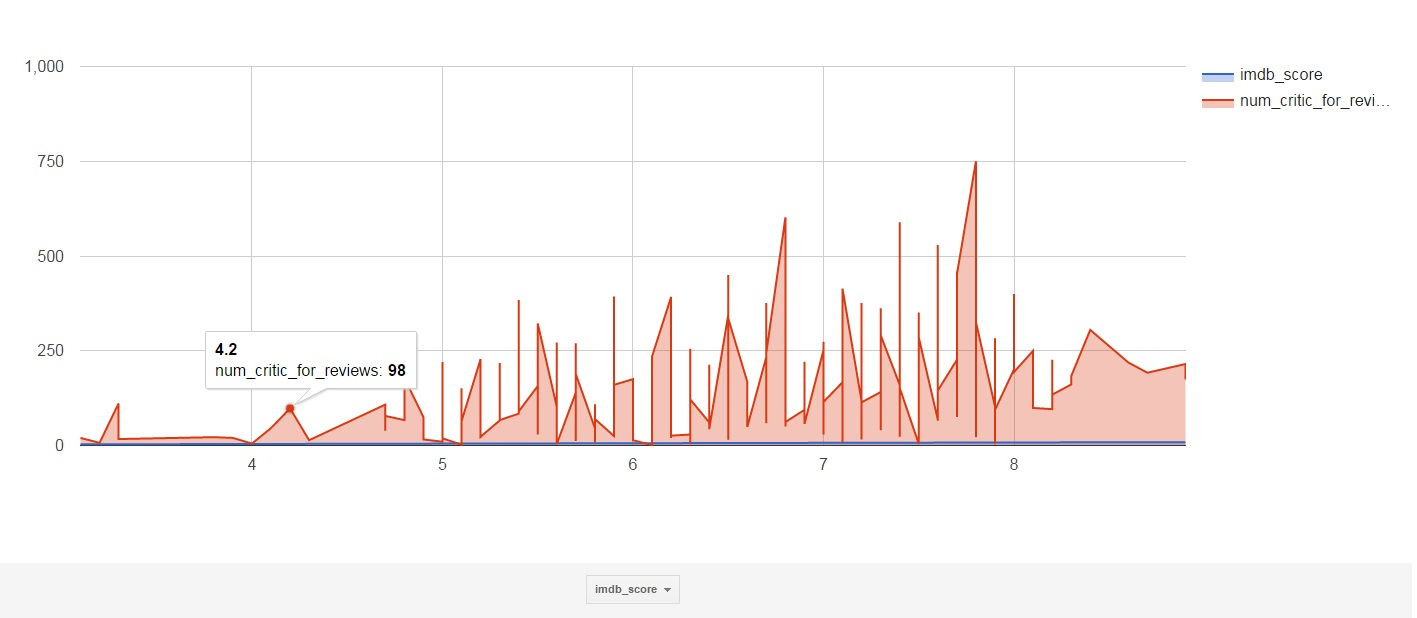 1,000
750
500
250
0
4
5
6
7
8
imdb_score
num_critic_for_revi...
4.2
num_critic_for_reviews: 98
imdb_score